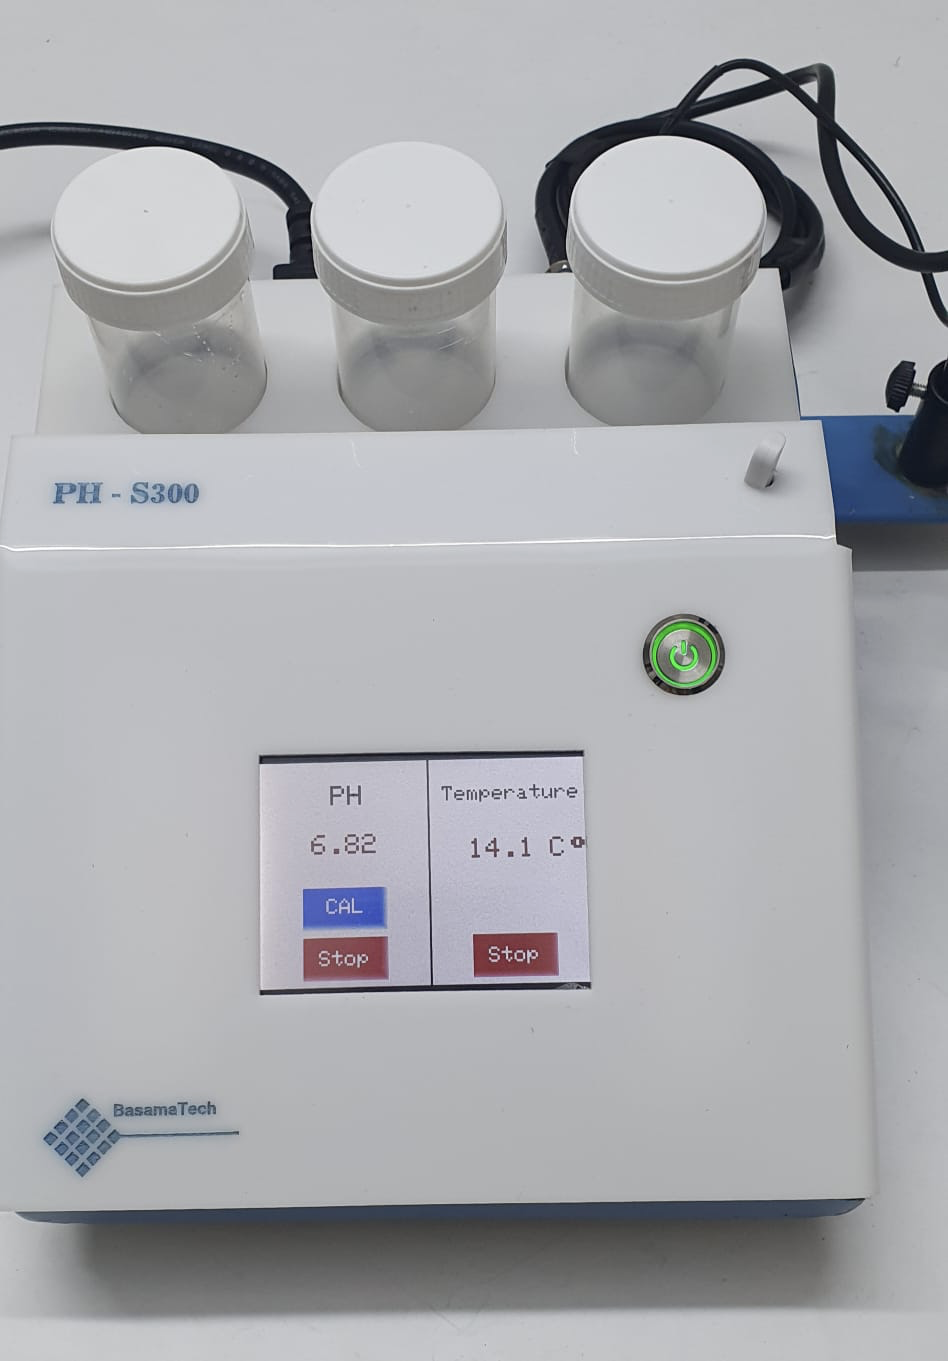 PH - S300
PH
6.82
CAL
Stop
Temperature
14.1 C°
Stop
BasamaTech